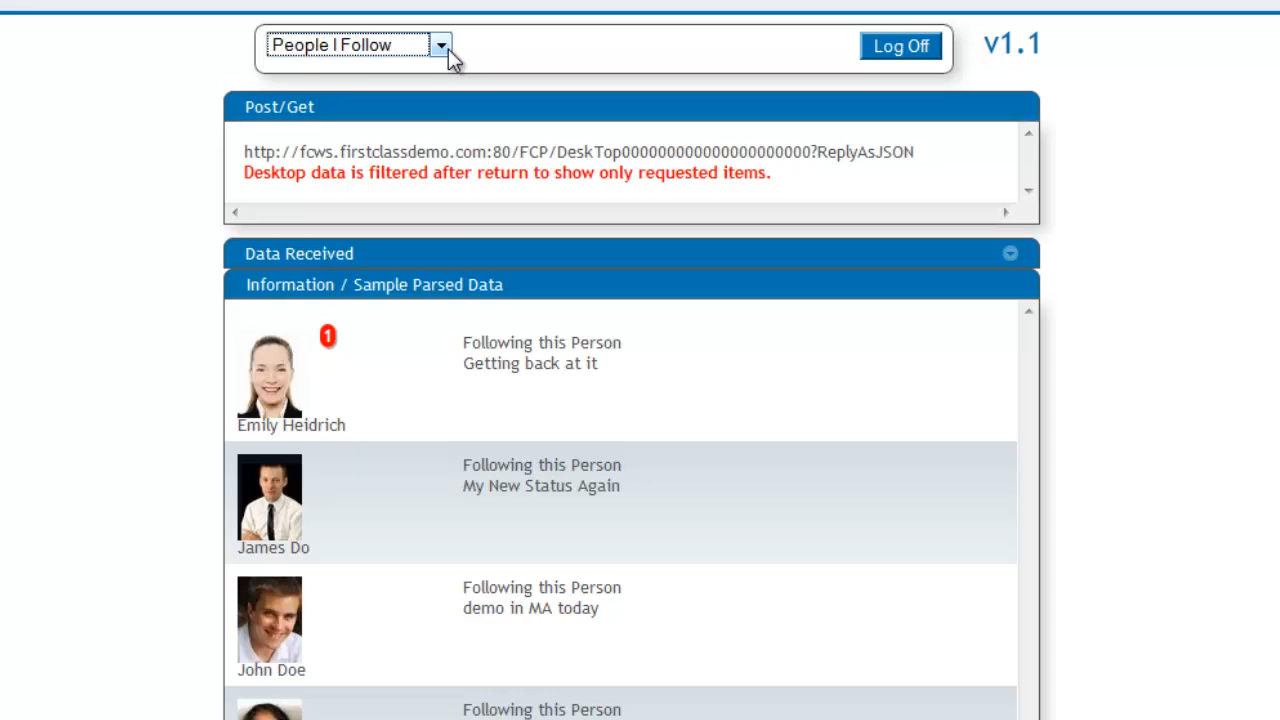 People I Follow
Log Off
v1.1
Post/Get
http://fcws.firstclassdemo.com:80/FCP/DeskTop000000000000000000000?ReplyAsJSON
Desktop data is filtered after return to show only requested items.
Data Received
Information / Sample Parsed Data
1
Following this Person
Getting back at it
Emily Heidrich
Following this Person
My New Status Again
James Do
Following this Person
demo in MA today
John Doe
Following this Person